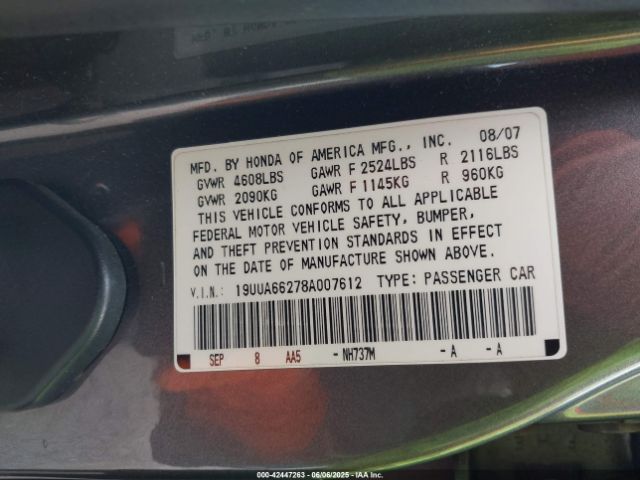 MFD. BY HONDA OF AMERICA MFG., INC. 08/07
GVWR 4608LBS GAWR F 2524LBS R 2116LBS
GVWR 2090KG GAWR F 1145KG R 960KG
THIS VEHICLE CONFORMS TO ALL APPLICABLE
FEDERAL MOTOR VEHICLE SAFETY, BUMPER,
AND THEFT PREVENTION STANDARDS IN EFFECT
ON THE DATE OF MANUFACTURE SHOWN ABOVE.
V.I.N.: 19UUA66278A007612 TYPE: PASSENGER CAR
SEP 8 AA5 - NH737M - A - A
000-42447263 - 06/06/2025 - IAAI.COM